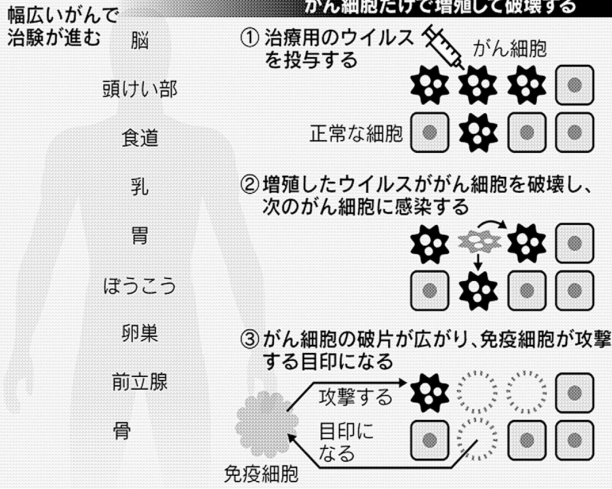 幅広いがんで
治験が進む
脳
頭けい部
食道
乳
胃
ぼうこう
卵巣
前立腺
骨
がん細胞だけで増殖して破壊する
①治療用のウイルス
を投与する
がん細胞
正常な細胞
②増殖したウイルスががん細胞を破壊し、
次のがん細胞に感染する
③がん細胞の破片が広がり、免疫細胞が攻撃
する目印になる
攻撃する
目印に
なる
免疫細胞